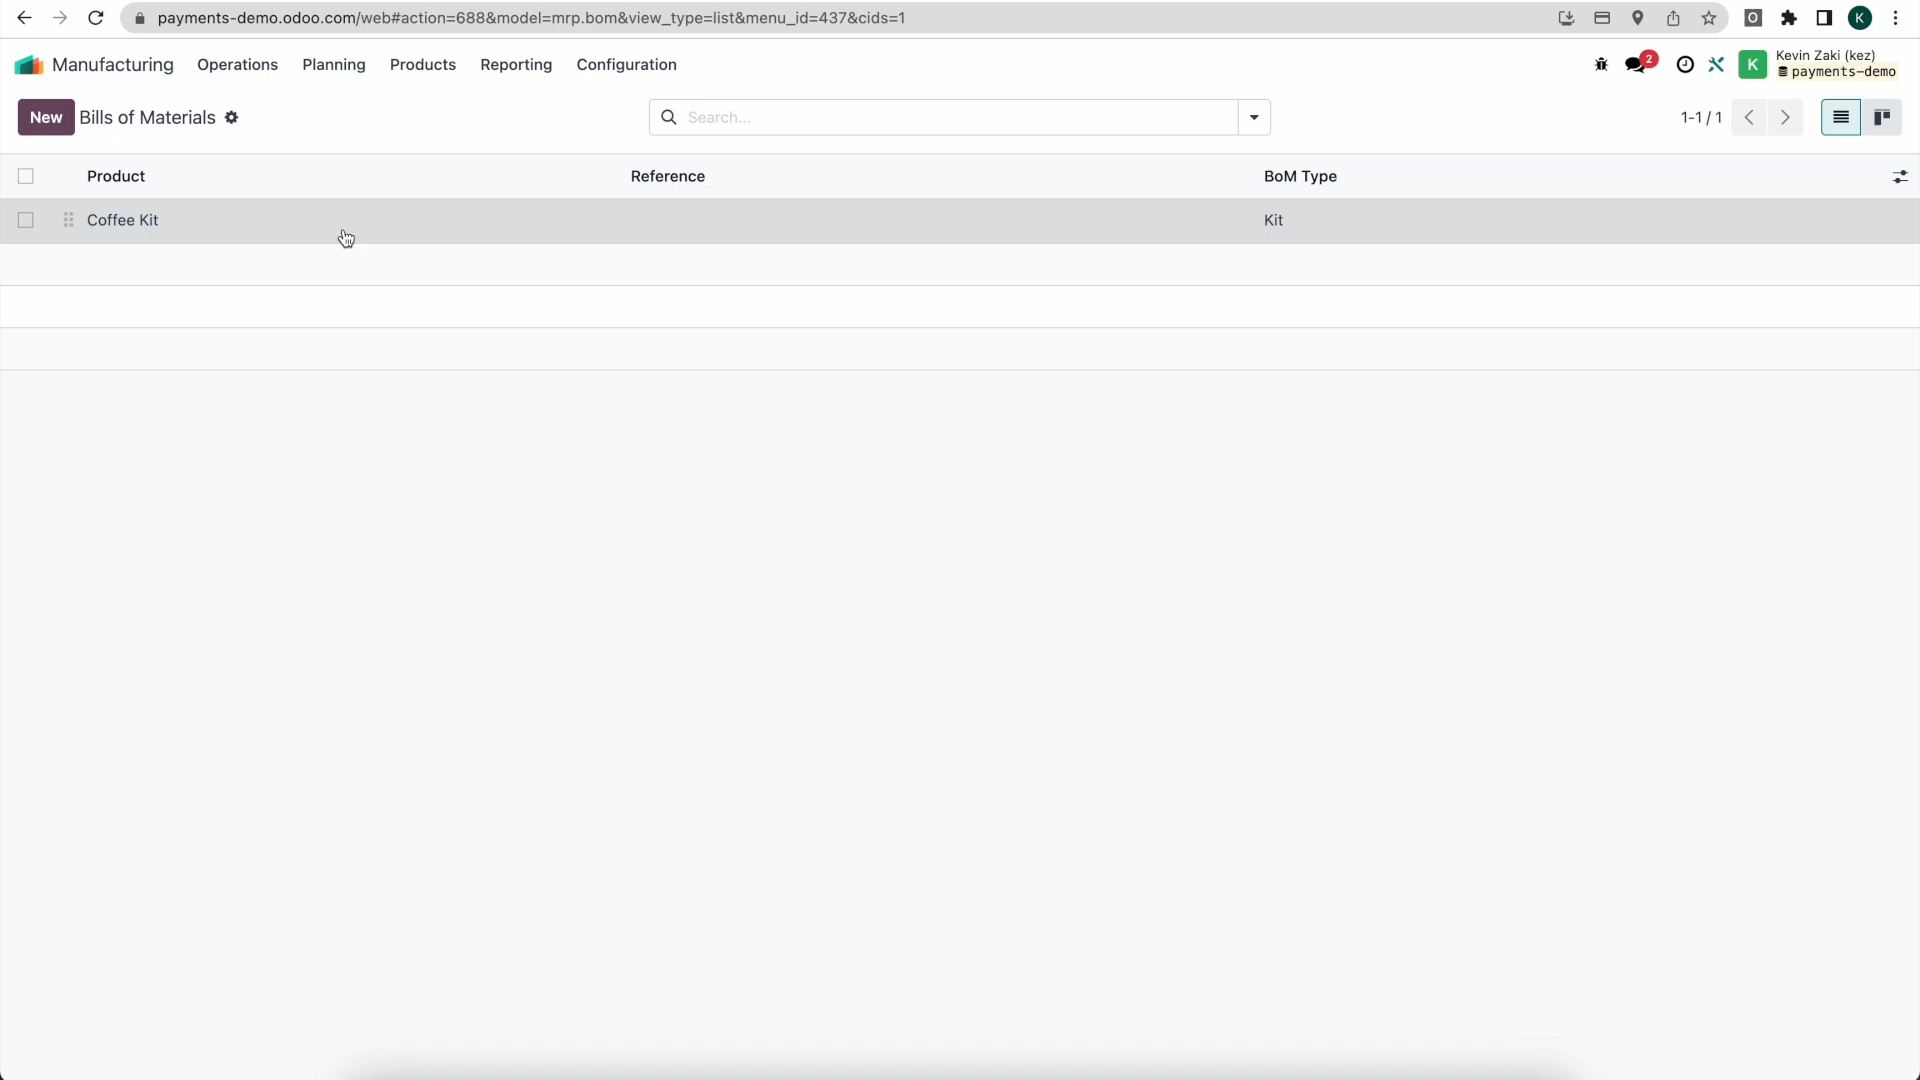 payments-demo.odoo.com/web#action=688&model=mrp.bom&view_type=list&menu_id=437&cids=1
O
K
Manufacturing Operations Planning Products Reporting Configuration
2
K
Kevin Zaki (kez)
payments-demo
New Bills of Materials
Search...
1-1 / 1
Product Reference BoM Type
Coffee Kit Kit